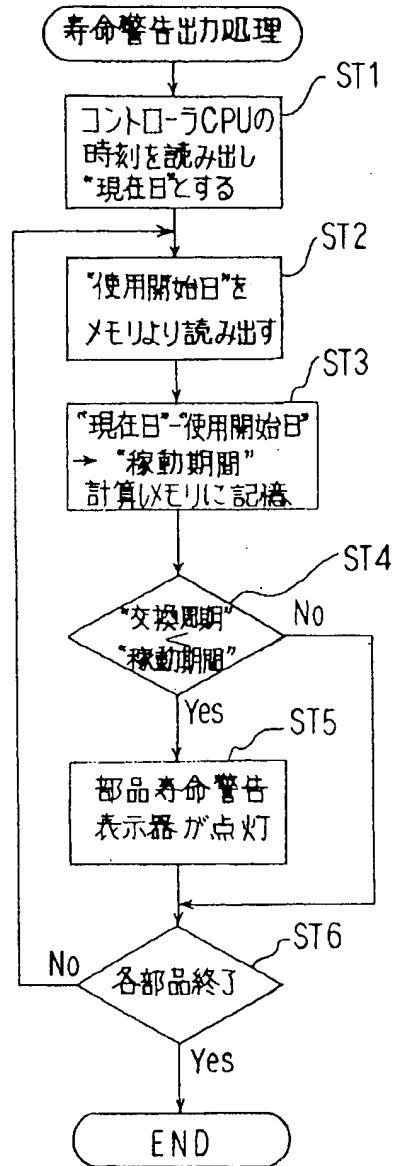 寿命警告出力処理
ST1
コントローラCPUの
時刻を読み出し
"現在日"とする
ST2
"使用開始日"を
メモリより読み出す
ST3
"現在日"-"使用開始日"
→ "稼動期間"
計算しメモリに記憶
ST4
"交換周期"
<
"稼動期間"
No
Yes
ST5
部品寿命警告
表示器が点灯
ST6
No
各部品終了
Yes
END